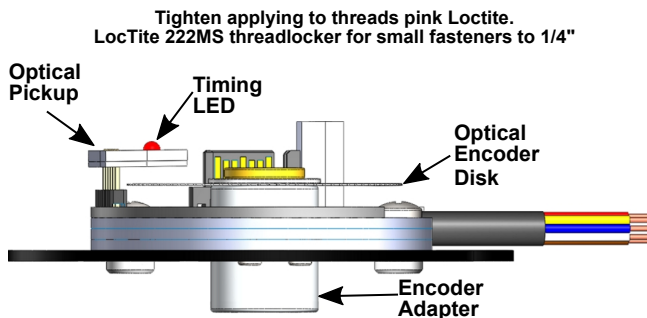 Tighten applying to threads pink Loctite.
LocTite 222MS threadlocker for small fasteners to 1/4"
Optical
Pickup
Timing
LED
Optical
Encoder
Disk
Encoder
Adapter